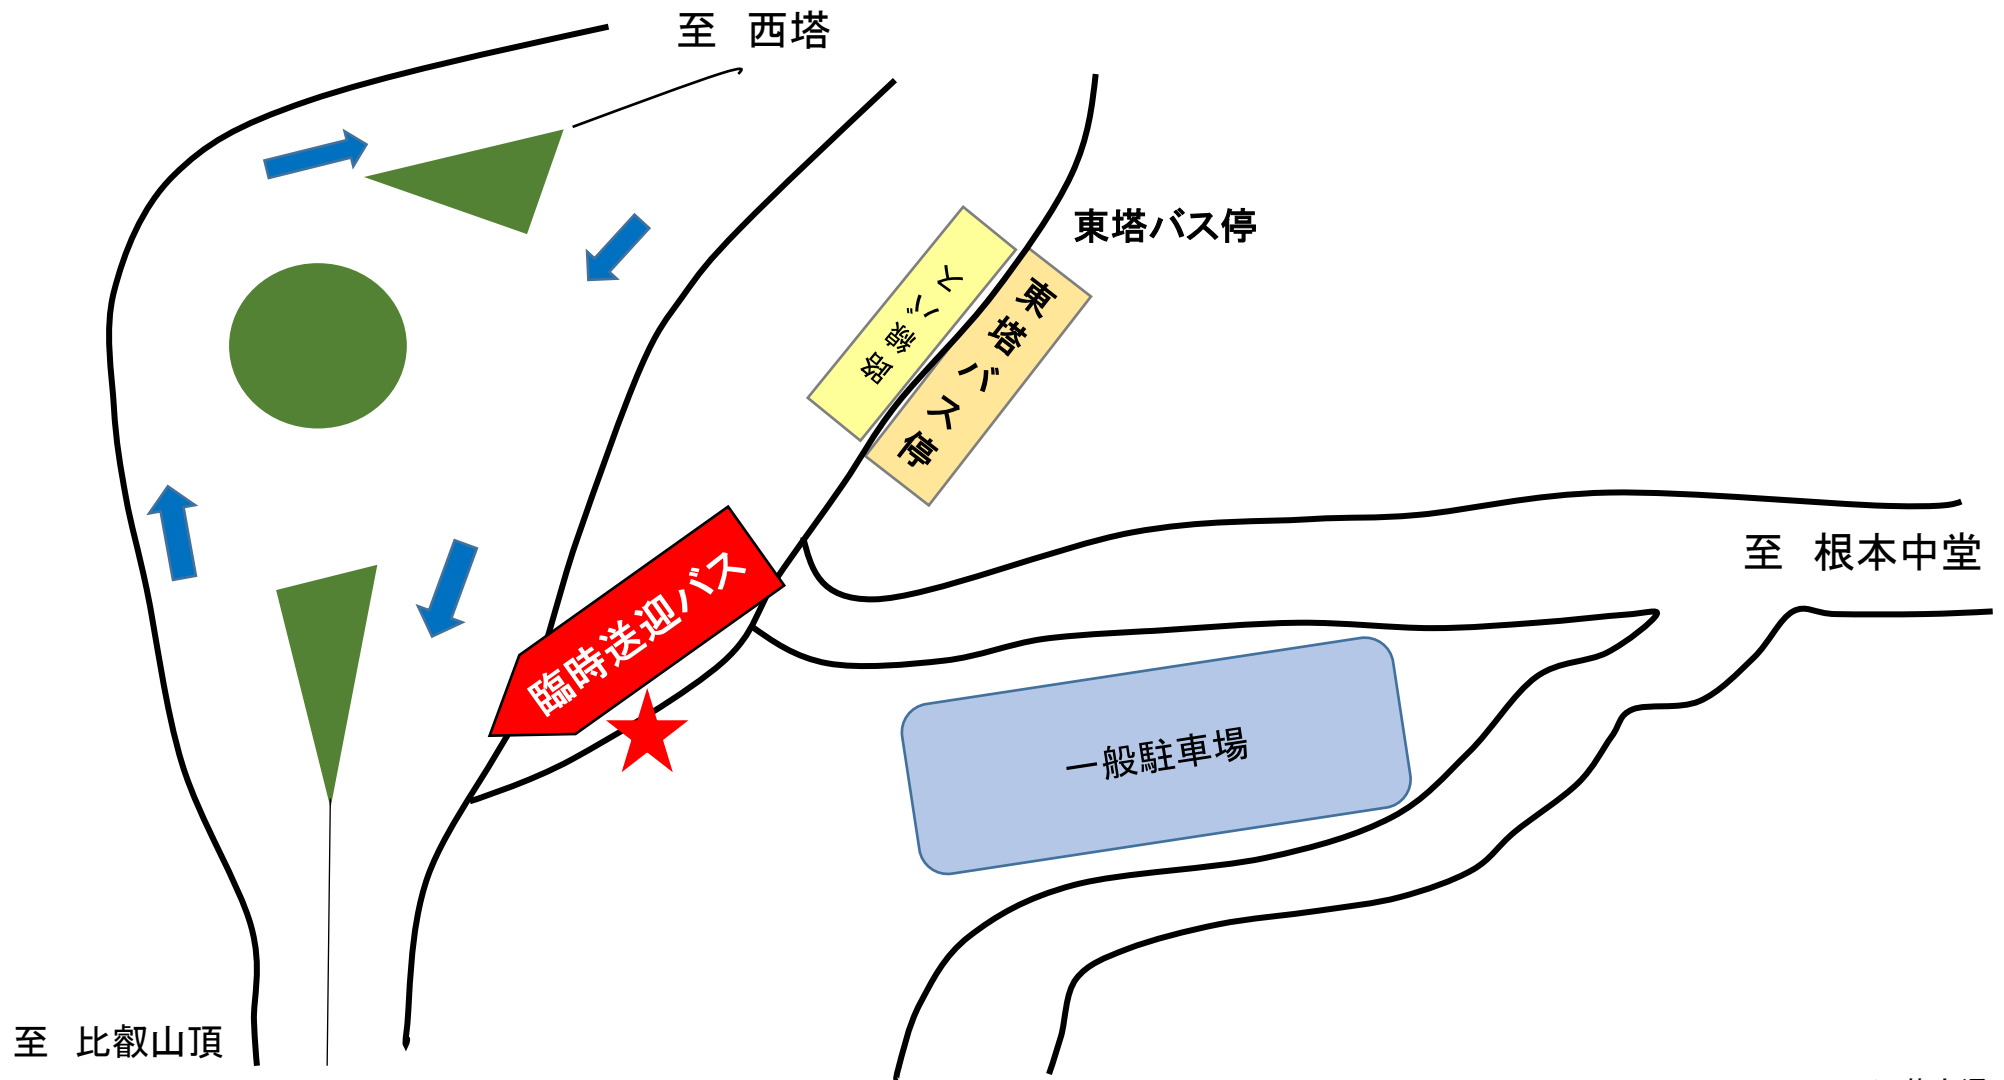 至　西塔
東塔バス停
路線バス
東塔バス停
至　根本中堂
臨時送迎バス
一般駐車場
至　比叡山頂